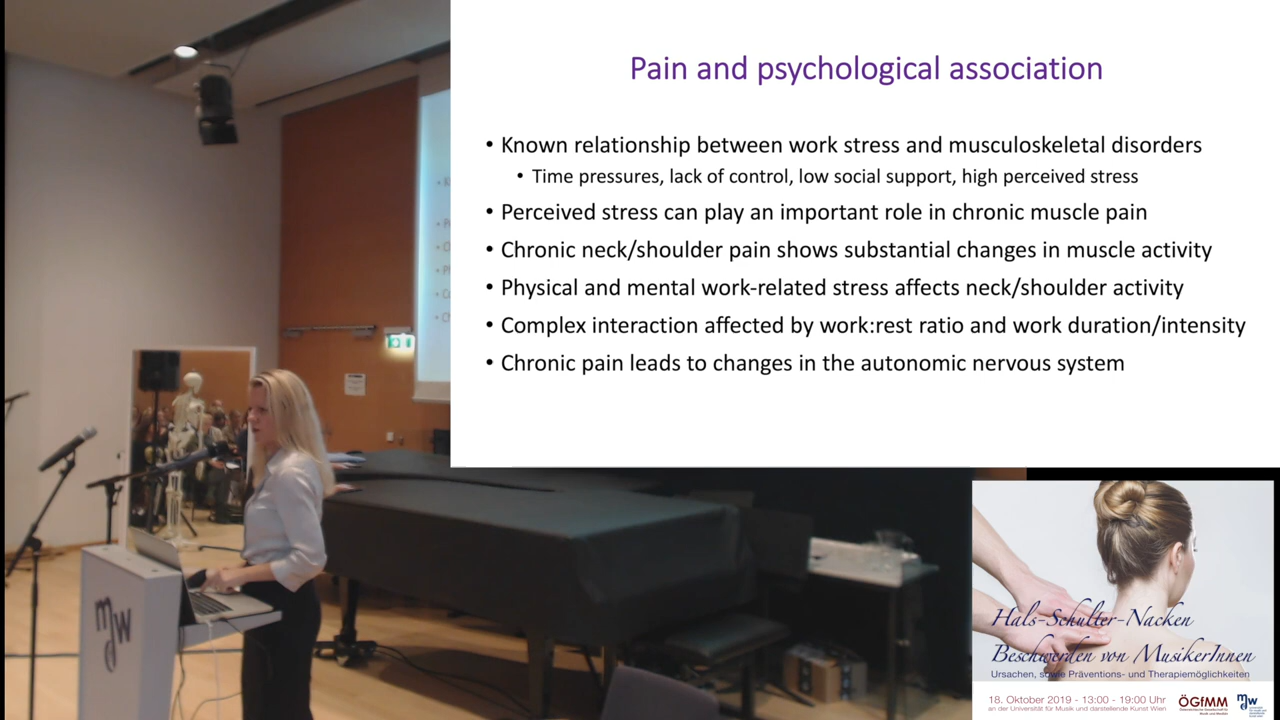 Pain and psychological association
• Known relationship between work stress and musculoskeletal disorders
• Time pressures, lack of control, low social support, high perceived stress
• Perceived stress can play an important role in chronic muscle pain
• Chronic neck/shoulder pain shows substantial changes in muscle activity
• Physical and mental work-related stress affects neck/shoulder activity
• Complex interaction affected by work:rest ratio and work duration/intensity
• Chronic pain leads to changes in the autonomic nervous system
mdw
Hals-Schulter-Nacken
Beschwerden von MusikerInnen
Ursachen, sowie Präventions- und Therapiemöglichkeiten
18. Oktober 2019 - 13:00 - 19:00 Uhr
an der Universität für Musik und darstellende Kunst Wien
ÖGfMM
mdw